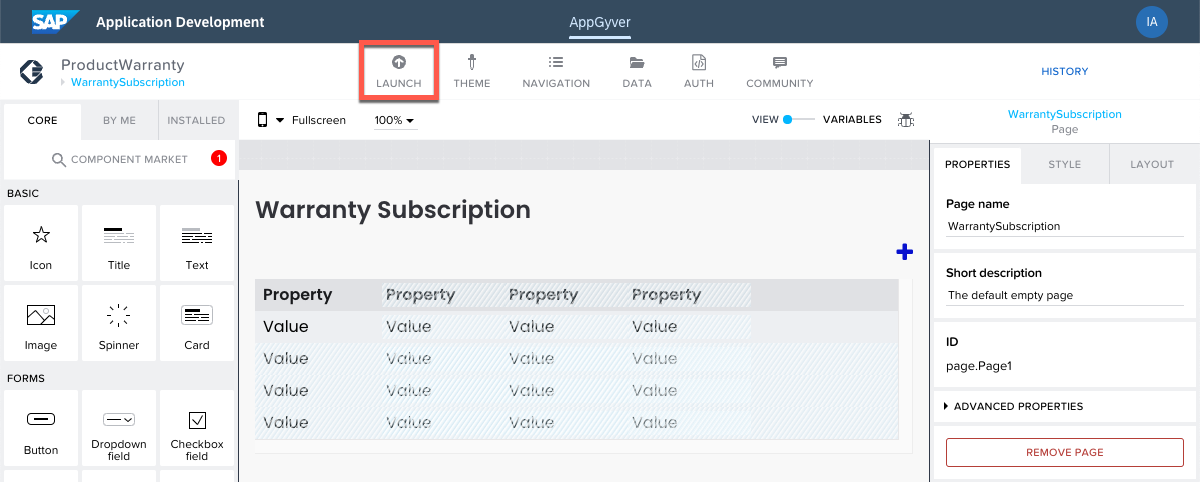 SAP Application Development AppGyver IA
ProductWarranty
WarrantySubscription
LAUNCH THEME NAVIGATION DATA AUTH COMMUNITY
HISTORY
CORE BY ME INSTALLED
COMPONENT MARKET 1
BASIC
Icon Title Text
Image Spinner Card
FORMS
Button Dropdown field Checkbox field
Fullscreen 100% VIEW VARIABLES
Warranty Subscription
Property Property Property Property
Value Value Value Value
Value Value Value Value
Value Value Value Value
Value Value Value Value
WarrantySubscription
Page
PROPERTIES STYLE LAYOUT
Page name
WarrantySubscription
Short description
The default empty page
ID
page.Page1
ADVANCED PROPERTIES
REMOVE PAGE